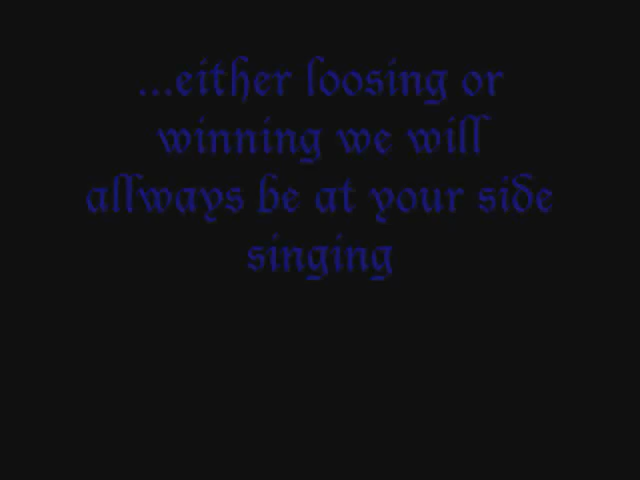 ...either loosing or
winning we will
allways be at your side
singing